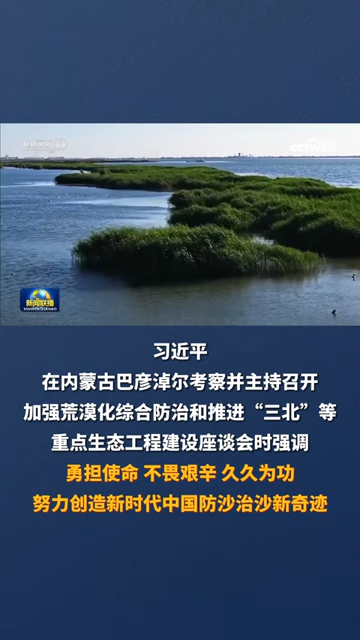 CCTV
新闻联播
XINWENLIANBO
习近平
在内蒙古巴彦淖尔考察并主持召开
加强荒漠化综合防治和推进“三北”等
重点生态工程建设座谈会时强调
勇担使命 不畏艰辛 久久为功
努力创造新时代中国防沙治沙新奇迹